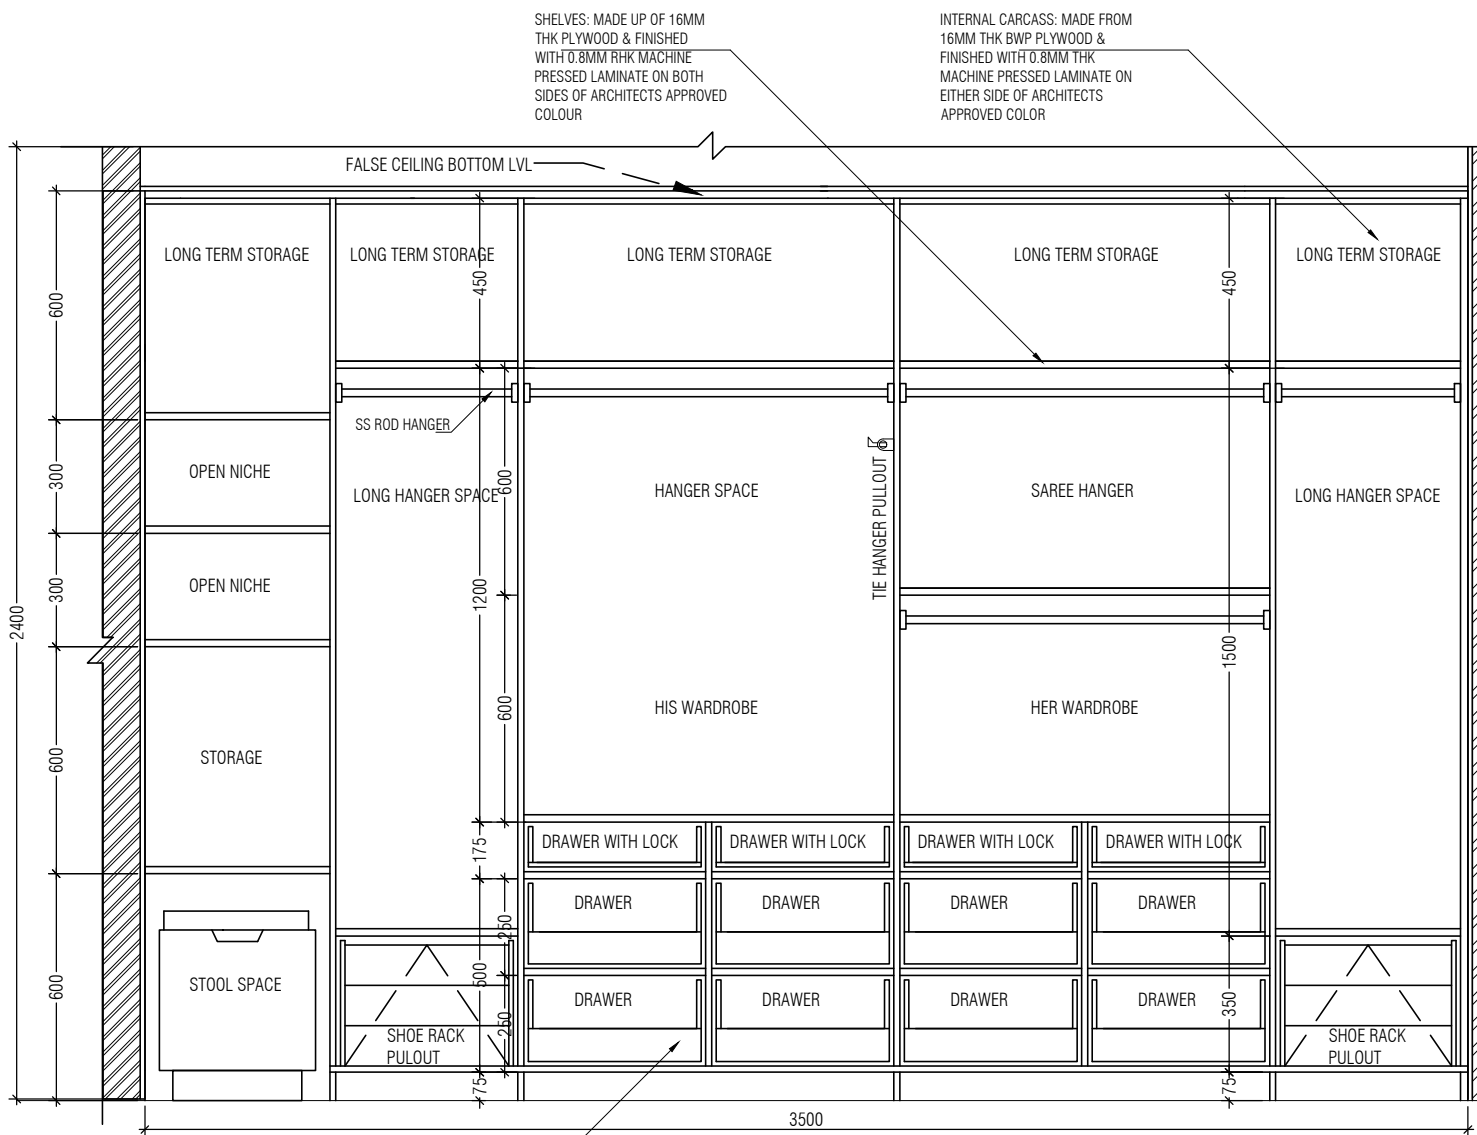 SHELVES: MADE UP OF 16MM
THK PLYWOOD & FINISHED
WITH 0.8MM RHK MACHINE
PRESSED LAMINATE ON BOTH
SIDES OF ARCHITECTS APPROVED
COLOUR
INTERNAL CARCASS: MADE FROM
16MM THK BWP PLYWOOD &
FINISHED WITH 0.8MM THK
MACHINE PRESSED LAMINATE ON
EITHER SIDE OF ARCHITECTS
APPROVED COLOR
FALSE CEILING BOTTOM LVL
LONG TERM STORAGE
LONG TERM STORAGE
LONG TERM STORAGE
LONG TERM STORAGE
LONG TERM STORAGE
450
450
600
SS ROD HANGER
OPEN NICHE
300
LONG HANGER SPACE
600
HANGER SPACE
TIE HANGER PULLOUT
SAREE HANGER
LONG HANGER SPACE
OPEN NICHE
300
1200
2400
1500
600
HIS WARDROBE
HER WARDROBE
STORAGE
600
175
DRAWER WITH LOCK
DRAWER WITH LOCK
DRAWER WITH LOCK
DRAWER WITH LOCK
DRAWER
DRAWER
DRAWER
DRAWER
250
STOOL SPACE
600
500
DRAWER
DRAWER
DRAWER
DRAWER
250
350
SHOE RACK
PULOUT
SHOE RACK
PULOUT
75
75
3500